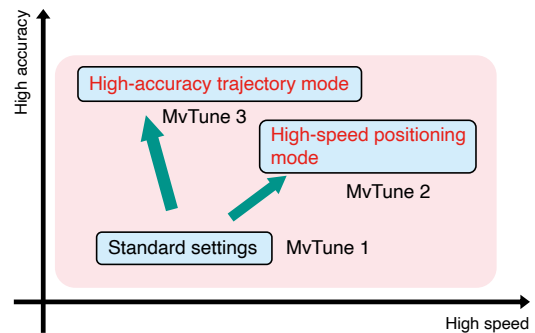 High accuracy
High-accuracy trajectory mode
MvTune 3
High-speed positioning
mode
MvTune 2
Standard settings
MvTune 1
High speed